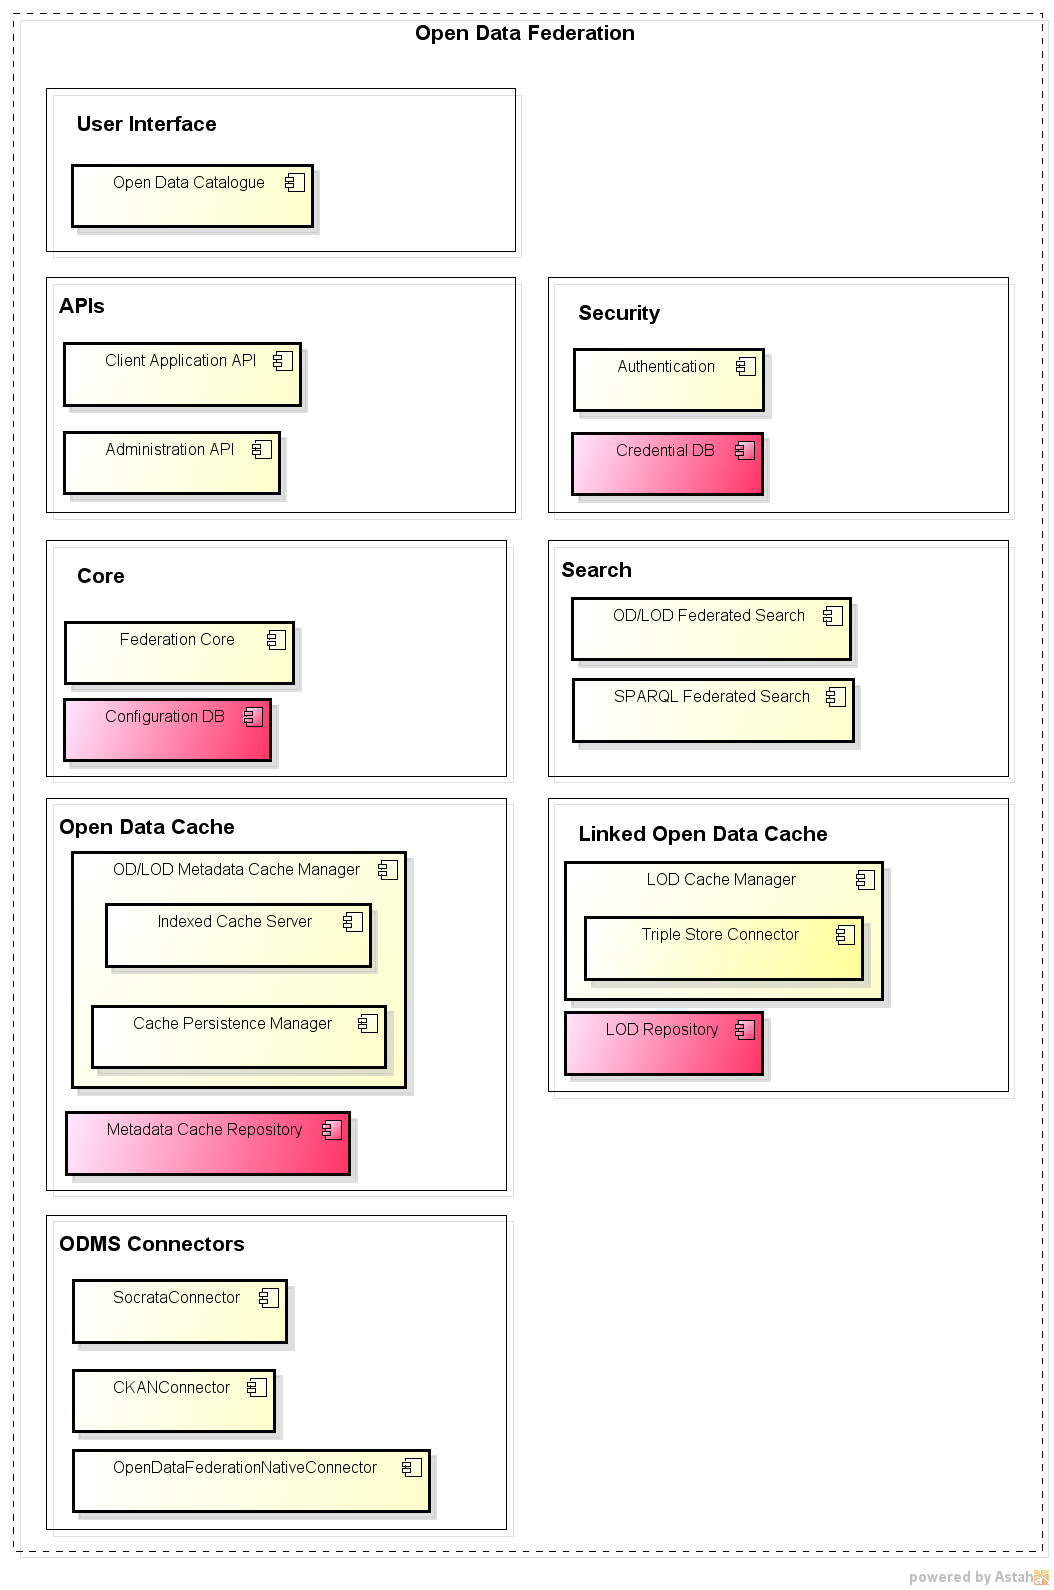 Open Data Federation
User Interface
Open Data Catalogue
APIs
Client Application API
Administration API
Security
Authentication
Credential DB
Core
Federation Core
Configuration DB
Search
OD/LOD Federated Search
SPARQL Federated Search
Open Data Cache
OD/LOD Metadata Cache Manager
Indexed Cache Server
Cache Persistence Manager
Metadata Cache Repository
Linked Open Data Cache
LOD Cache Manager
Triple Store Connector
LOD Repository
ODMS Connectors
SocrataConnector
CKANConnector
OpenDataFederationNativeConnector
powered by Astah